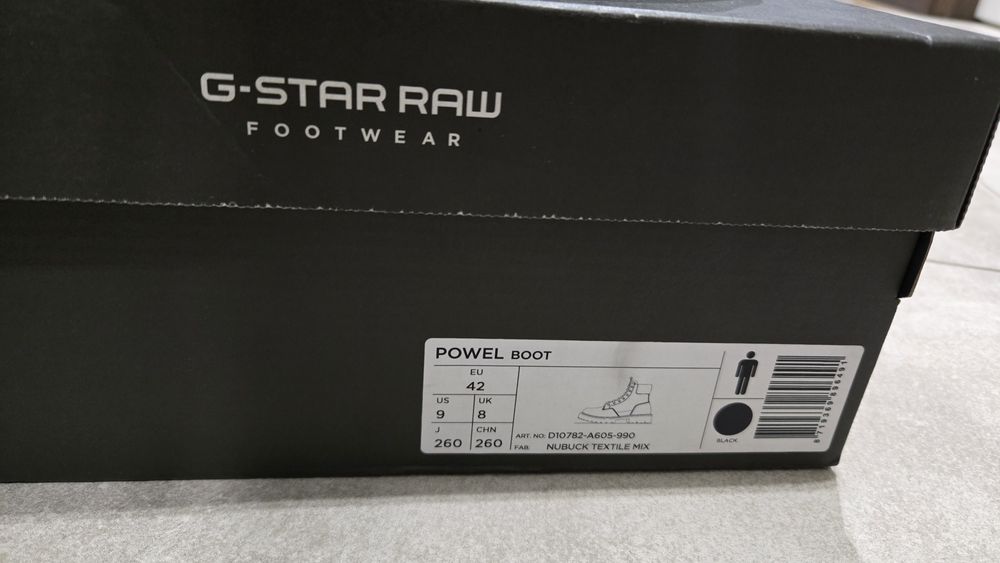 G-STAR RAW
FOOTWEAR
POWEL BOOT
EU
42
US UK
9 8
J CHN
260 260
ART. NO: D10782-A605-990
FAB: NUBUCK TEXTILE MIX
BLACK
8719369696491